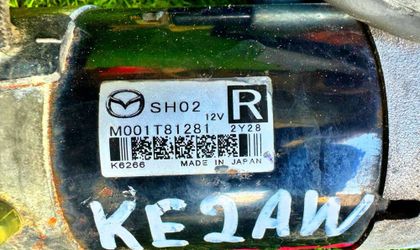 SH02 12V R
M001T81281 2Y28
K6266 MADE IN JAPAN
KE2AW